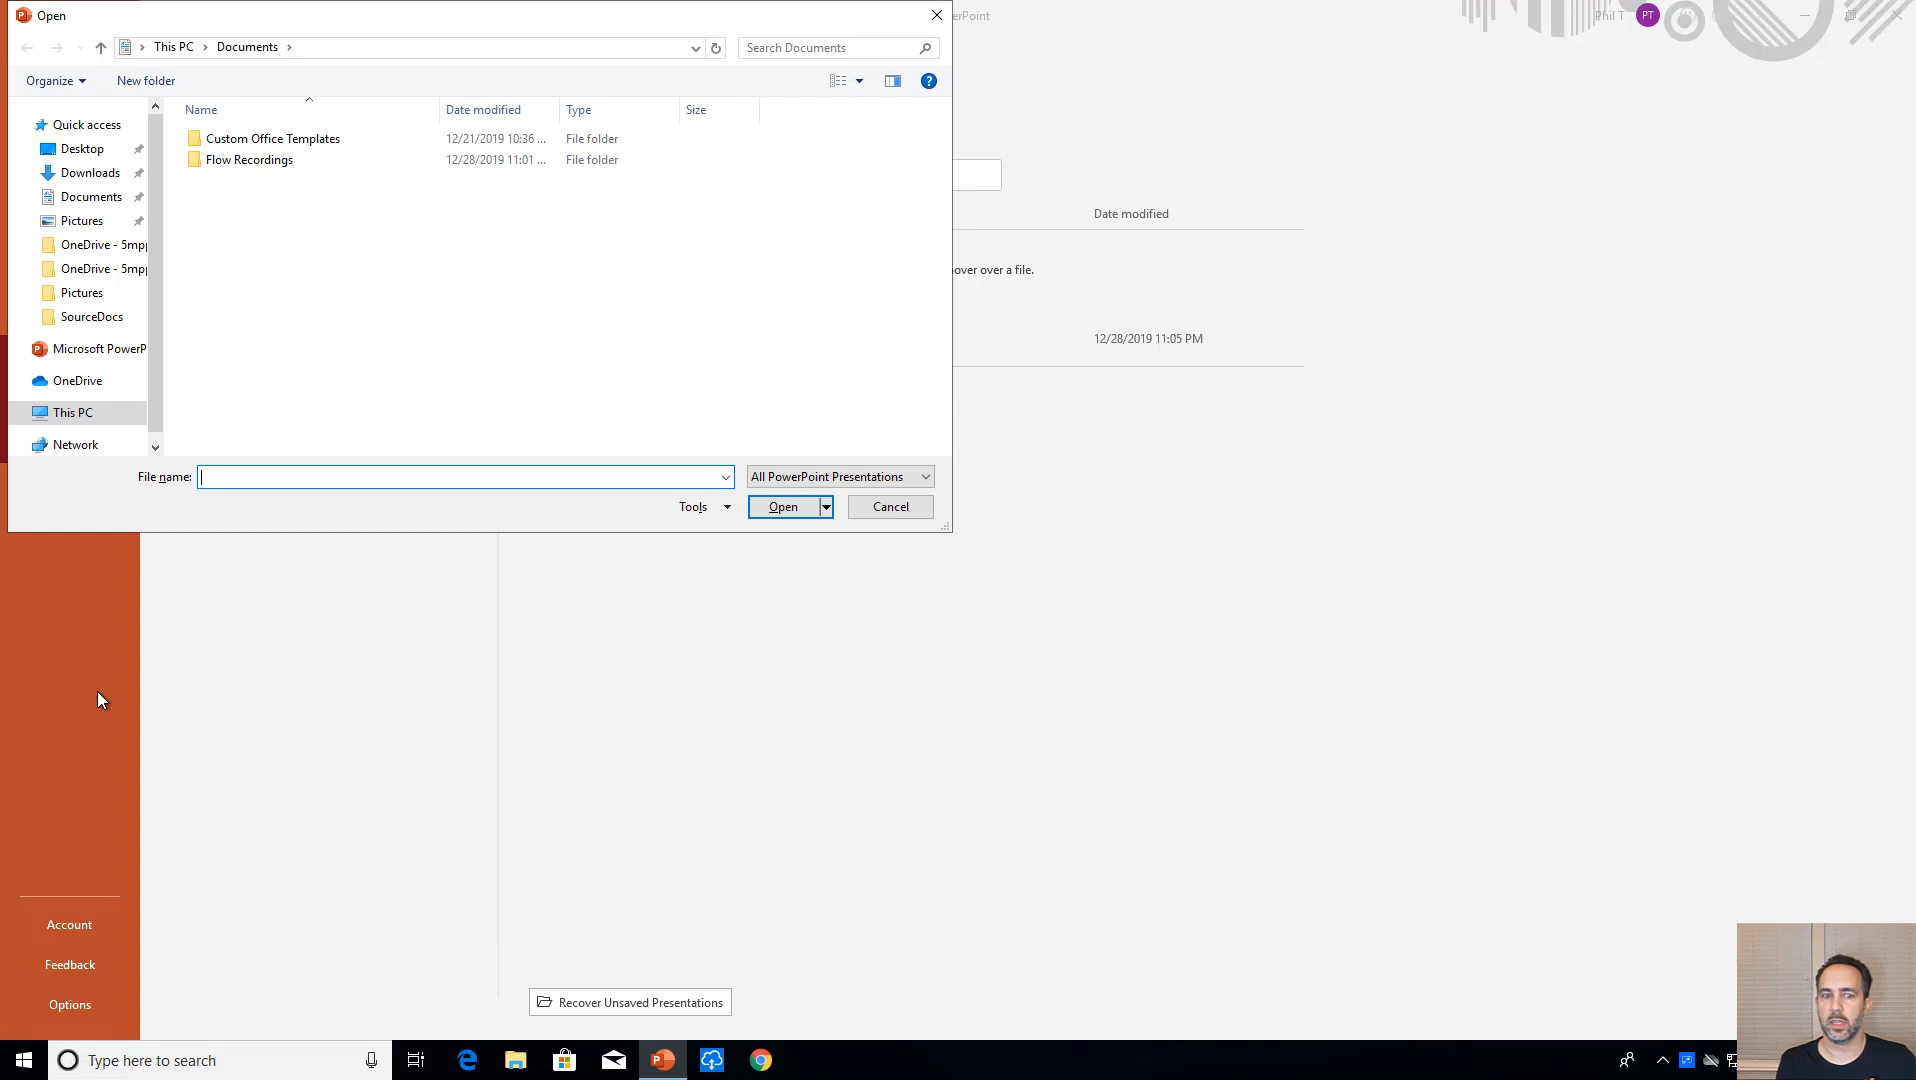 Open
erPoint
Phil T
PT
This PC
Documents
Search Documents
Organize
New folder
?
Name
Date modified
Type
Size
Quick access
Desktop
Downloads
Documents
Pictures
OneDrive - 5mp
OneDrive - 5mp
Pictures
SourceDocs
Microsoft PowerP
OneDrive
This PC
Network
Custom Office Templates
12/21/2019 10:36 ...
File folder
Flow Recordings
12/28/2019 11:01 ...
File folder
Date modified
over over a file.
12/28/2019 11:05 PM
File name:
All PowerPoint Presentations
Tools
Open
Cancel
Account
Feedback
Options
Recover Unsaved Presentations
Type here to search